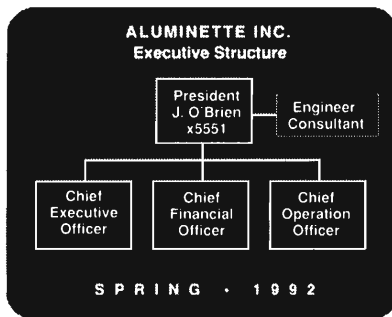 ALUMINETTE INC.
Executive Structure
President
J. O'Brien
x5551
Engineer
Consultant
Chief
Executive
Officer
Chief
Financial
Officer
Chief
Operation
Officer
SPRING · 1992